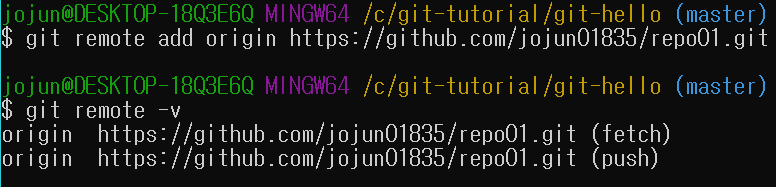 jojun@DESKTOP-18Q3E6Q MINGW64 /c/git-tutorial/git-hello (master)
$ git remote add origin https://github.com/jojun01835/repo01.git
jojun@DESKTOP-18Q3E6Q MINGW64 /c/git-tutorial/git-hello (master)
$ git remote -v
origin  https://github.com/jojun01835/repo01.git (fetch)
origin  https://github.com/jojun01835/repo01.git (push)